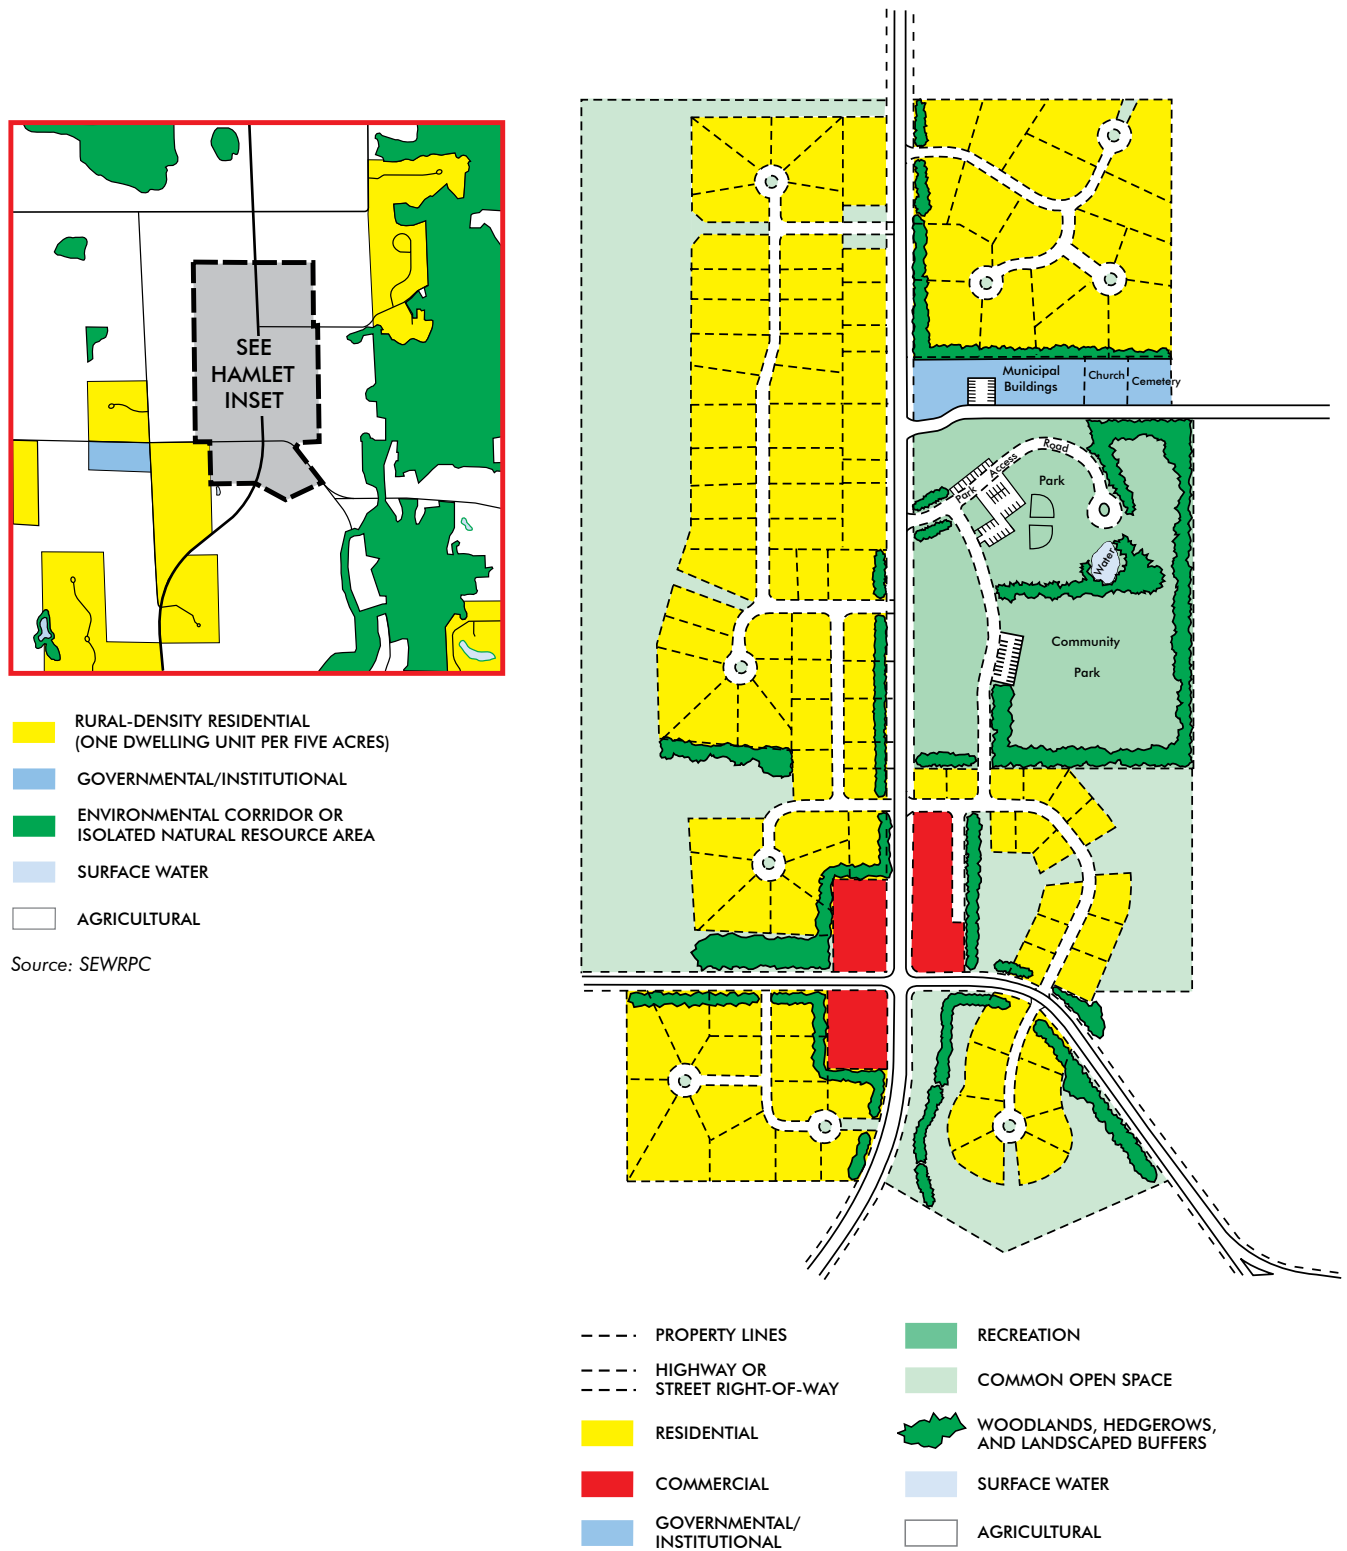 SEE
HAMLET
INSET
RURAL-DENSITY RESIDENTIAL
(ONE DWELLING UNIT PER FIVE ACRES)
GOVERNMENTAL/INSTITUTIONAL
ENVIRONMENTAL CORRIDOR OR
ISOLATED NATURAL RESOURCE AREA
SURFACE WATER
AGRICULTURAL
Source: SEWRPC
Municipal
Buildings
Church
Cemetery
Park Access Road
Park
Water
Community
Park
PROPERTY LINES
HIGHWAY OR
STREET RIGHT-OF-WAY
RESIDENTIAL
COMMERCIAL
GOVERNMENTAL/
INSTITUTIONAL
RECREATION
COMMON OPEN SPACE
WOODLANDS, HEDGEROWS,
AND LANDSCAPED BUFFERS
SURFACE WATER
AGRICULTURAL